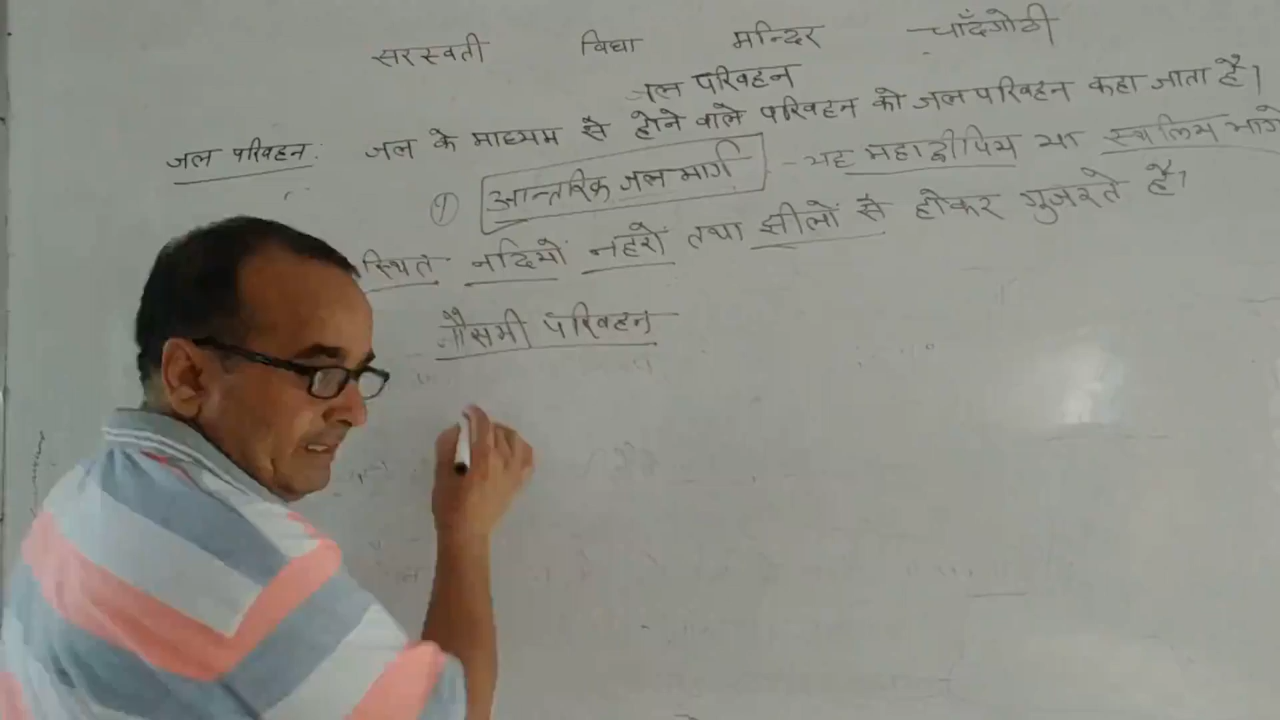 सरस्वती विधा मन्दिर चाँदगोठी
जल परिवहन
जल परिवहन: जल के माध्यम से होने वाले परिवहन को जल परिवहन कहा जाता है।
① आन्तरिक जल मार्ग - यह महाद्वीपिय या स्थलिय भागो
स्थित नदियों नहरों तथा झीलों से होकर गुजरते है।
मौसमी परिवहन